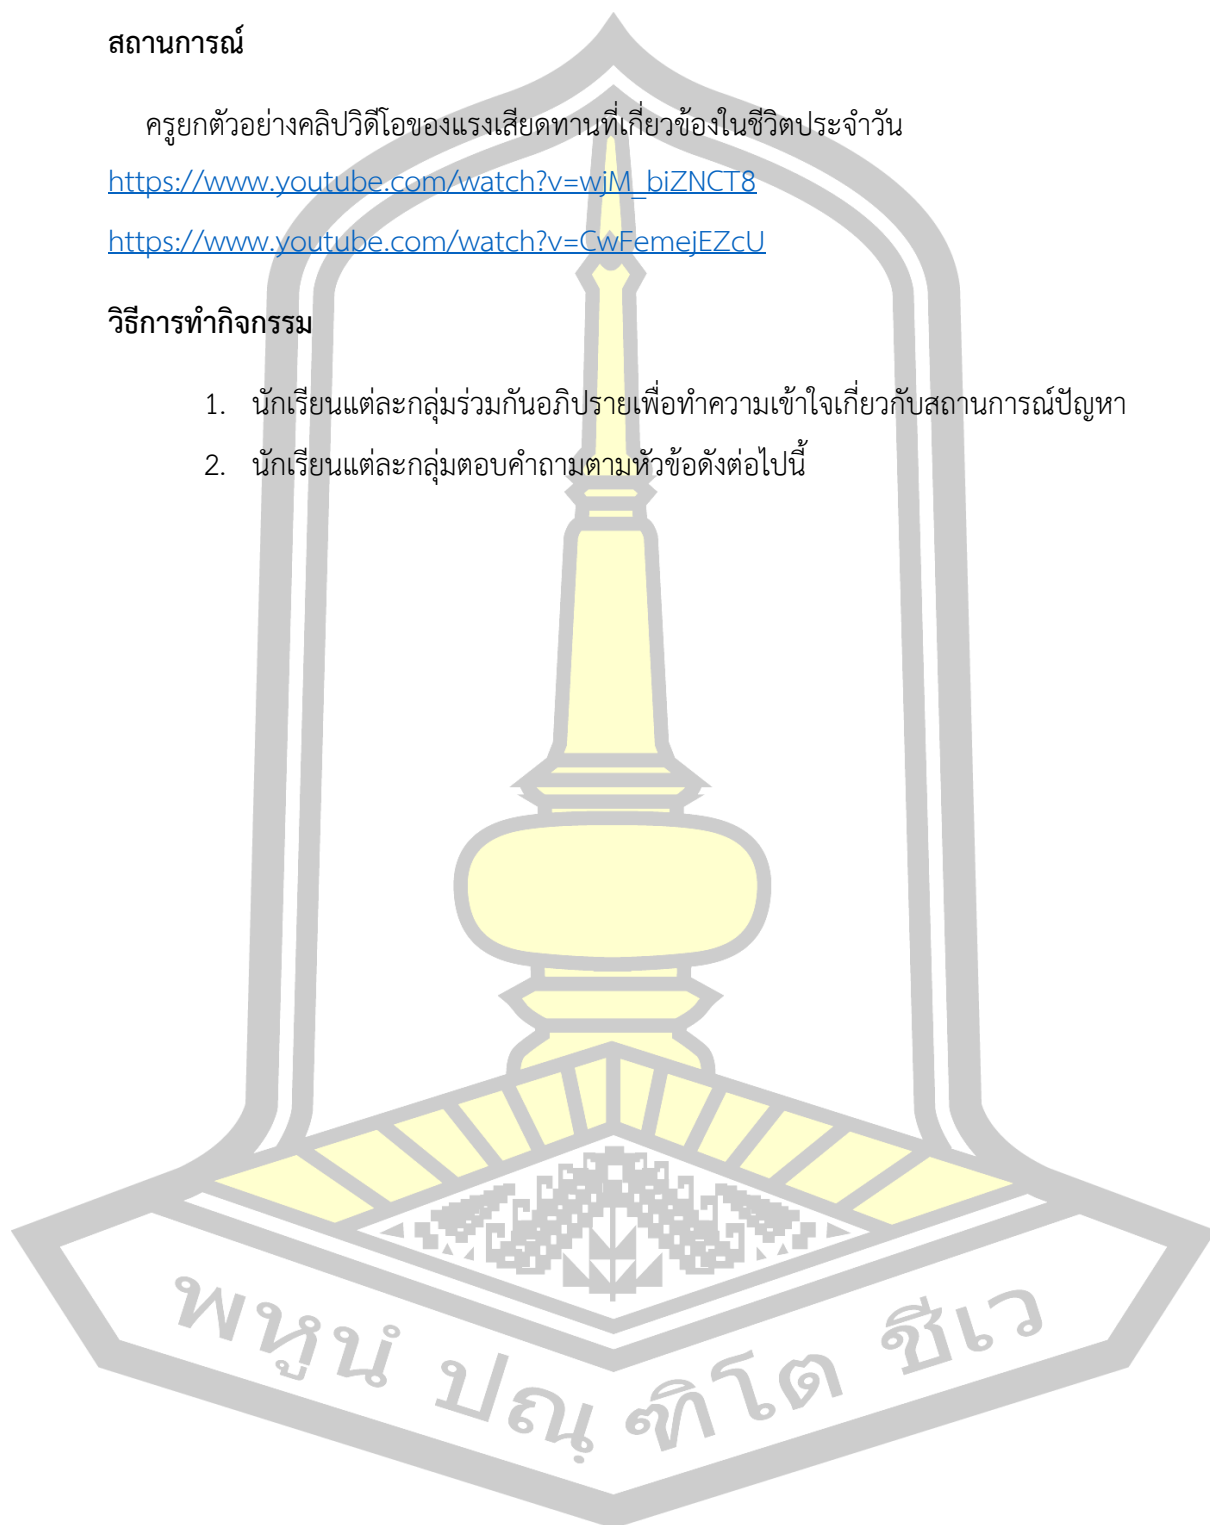 สถานการณ์
ครูยกตัวอย่างคลิปวิดีโอของแรงเสียดทานที่เกี่ยวข้องในชีวิตประจำวัน
https://www.youtube.com/watch?v=wjM_biZNCT8
https://www.youtube.com/watch?v=CwFemejEZcU
วิธีการทำกิจกรรม
1. นักเรียนแต่ละกลุ่มร่วมกันอภิปรายเพื่อทำความเข้าใจเกี่ยวกับสถานการณ์ปัญหา
2. นักเรียนแต่ละกลุ่มตอบคำถามตามหัวข้อดังต่อไปนี้
พหูนํ ปณฺฑิโต ชีเว